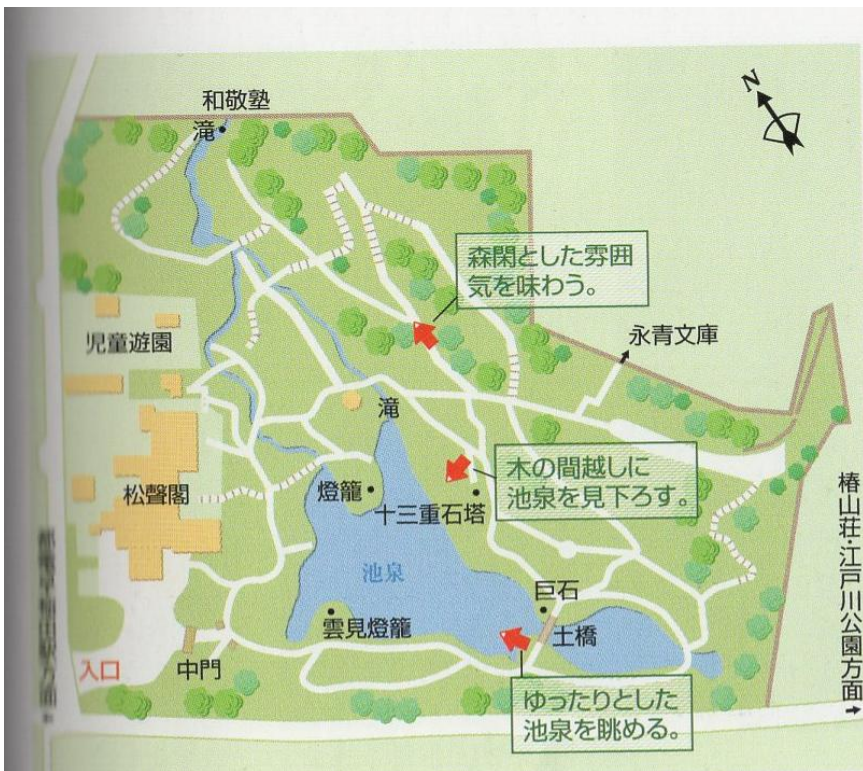 和敬塾
滝
N
森閑とした雰囲
気を味わう。
児童遊園
永青文庫
滝
木の間越しに
池泉を見下ろす。
松聲閣
燈籠
十三重石塔
椿山荘・江戸川公園方面→
池泉
巨石
雲見燈籠
土橋
入口
中門
ゆったりとした
池泉を眺める。